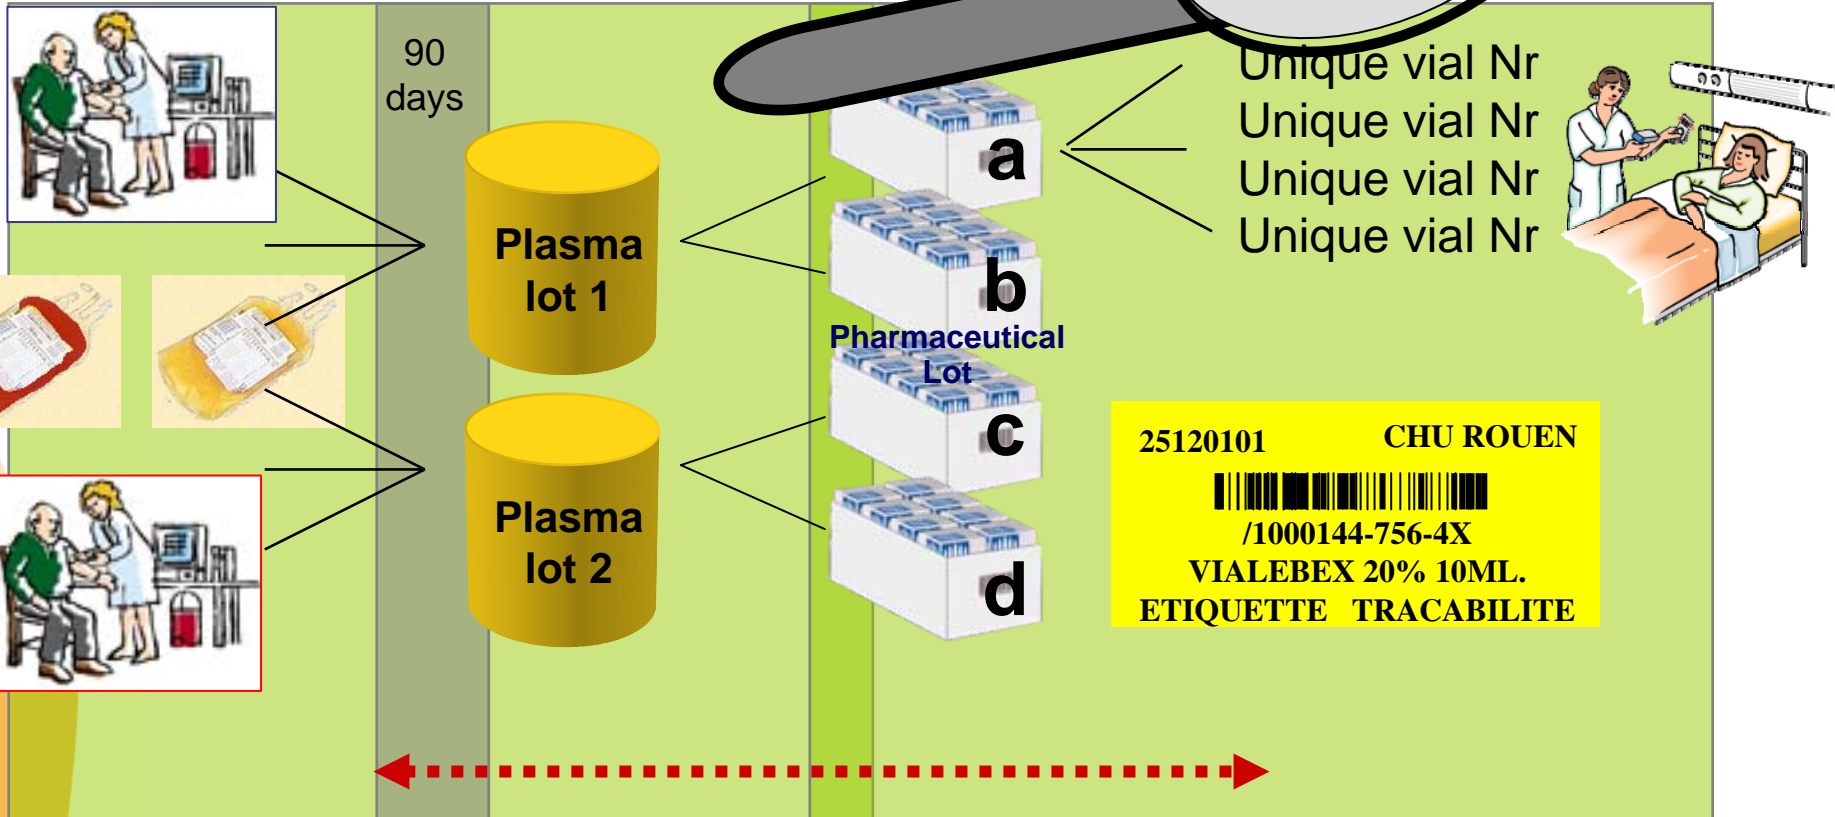 90
days
Plasma
lot 1
Plasma
lot 2
a
b
Pharmaceutical
Lot
c
d
Unique vial Nr
Unique vial Nr
Unique vial Nr
Unique vial Nr
25120101 CHU ROUEN
/1000144-756-4X
VIALEBEX 20% 10ML.
ETIQUETTE TRACABILITE